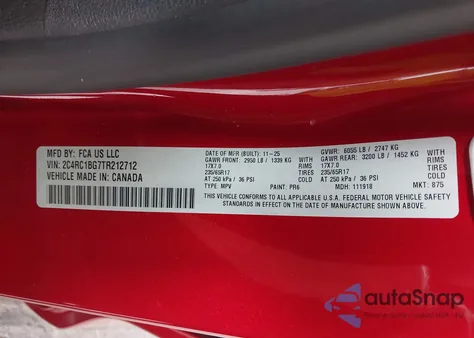 MFD BY: FCA US LLC
VIN: 2C4RC1BG7TR212712
VEHICLE MADE IN: CANADA
DATE OF MFR (BUILT): 11-25
GAWR FRONT: 2950 LB / 1339 KG
17X7.0
235/65R17
AT 250 kPa / 36 PSI
TYPE: MPV
WITH
RIMS
TIRES
COLD
PAINT: PR6
GVWR: 6055 LB / 2747 KG
GAWR REAR: 3200 LB / 1452 KG
17X7.0
235/65R17
AT 250 kPa / 36 PSI
MDH: 111918
WITH
RIMS
TIRES
COLD
MKT: 875
THIS VEHICLE CONFORMS TO ALL APPLICABLE U.S.A. FEDERAL MOTOR VEHICLE SAFETY
STANDARDS IN EFFECT ON THE DATE OF MANUFACTURE SHOWN ABOVE.
autoSnap